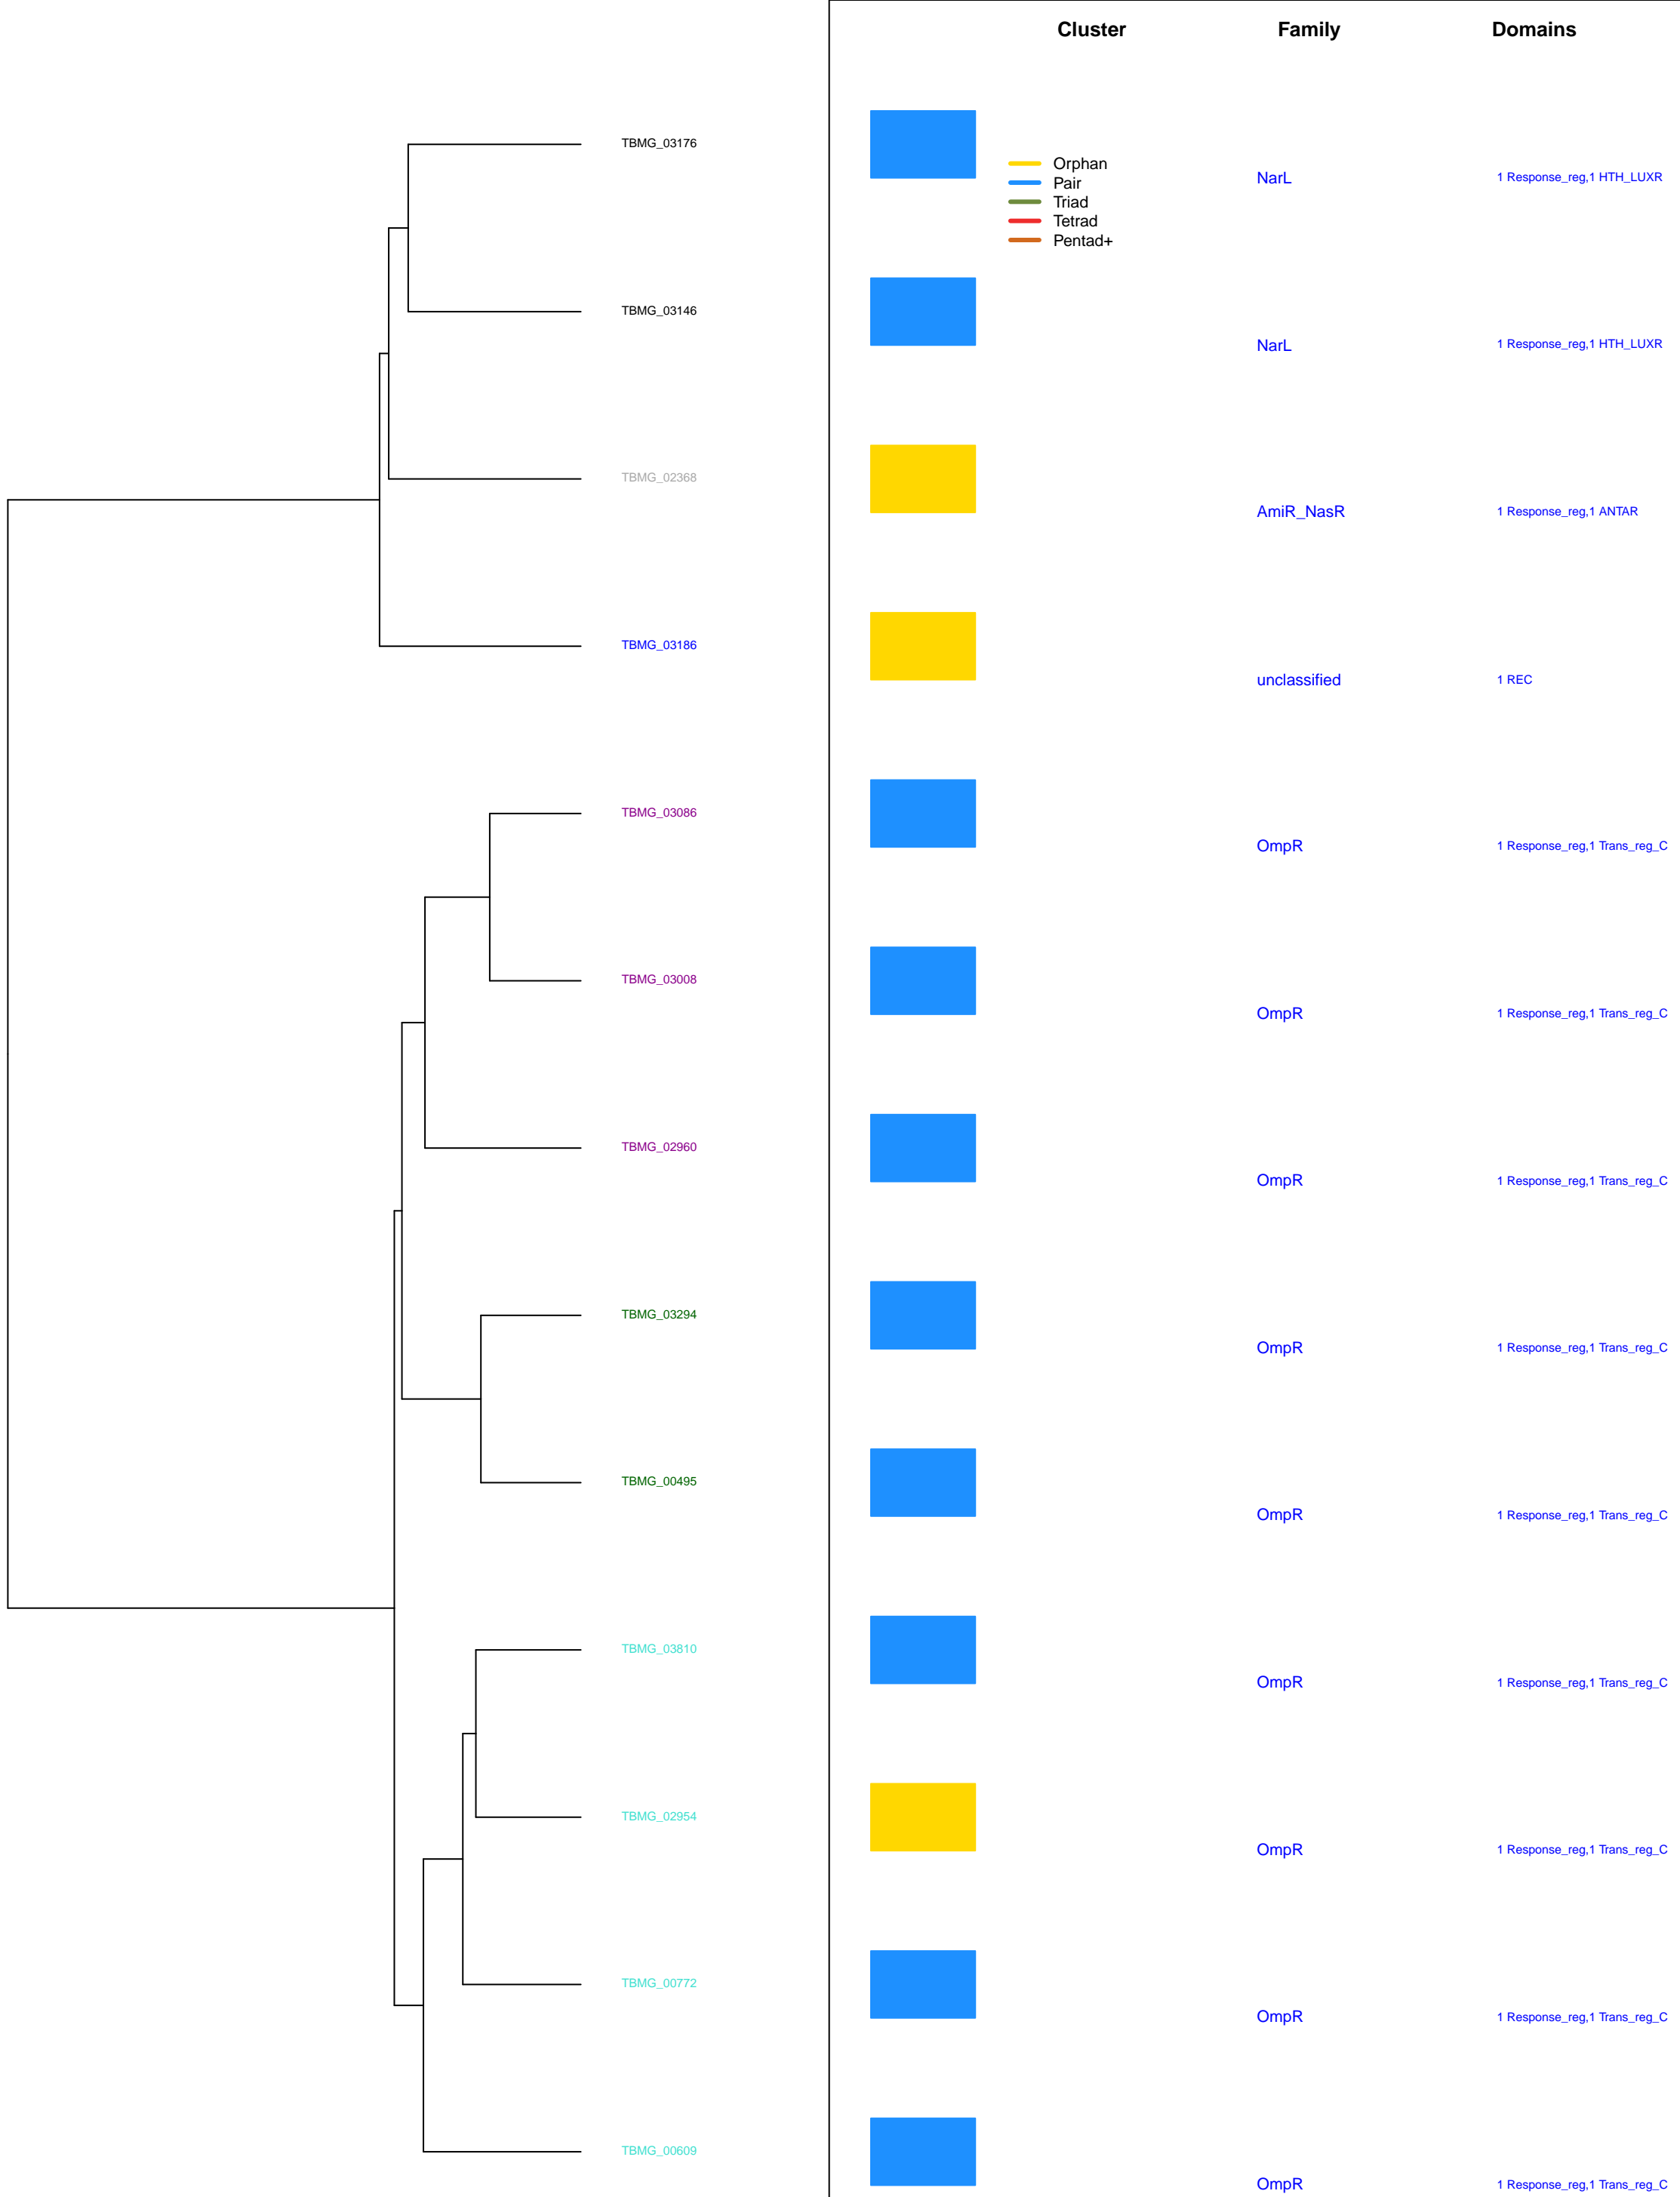 Cluster Family Domains
TBMG_03176
Orphan
Pair
Triad
Tetrad
Pentad+
NarL 1 Response_reg,1 HTH_LUXR
TBMG_03146
NarL 1 Response_reg,1 HTH_LUXR
TBMG_02368
AmiR_NasR 1 Response_reg,1 ANTAR
TBMG_03186
unclassified 1 REC
TBMG_03086
OmpR 1 Response_reg,1 Trans_reg_C
TBMG_03008
OmpR 1 Response_reg,1 Trans_reg_C
TBMG_02960
OmpR 1 Response_reg,1 Trans_reg_C
TBMG_03294
OmpR 1 Response_reg,1 Trans_reg_C
TBMG_00495
OmpR 1 Response_reg,1 Trans_reg_C
TBMG_03810
OmpR 1 Response_reg,1 Trans_reg_C
TBMG_02954
OmpR 1 Response_reg,1 Trans_reg_C
TBMG_00772
OmpR 1 Response_reg,1 Trans_reg_C
TBMG_00609
OmpR 1 Response_reg,1 Trans_reg_C